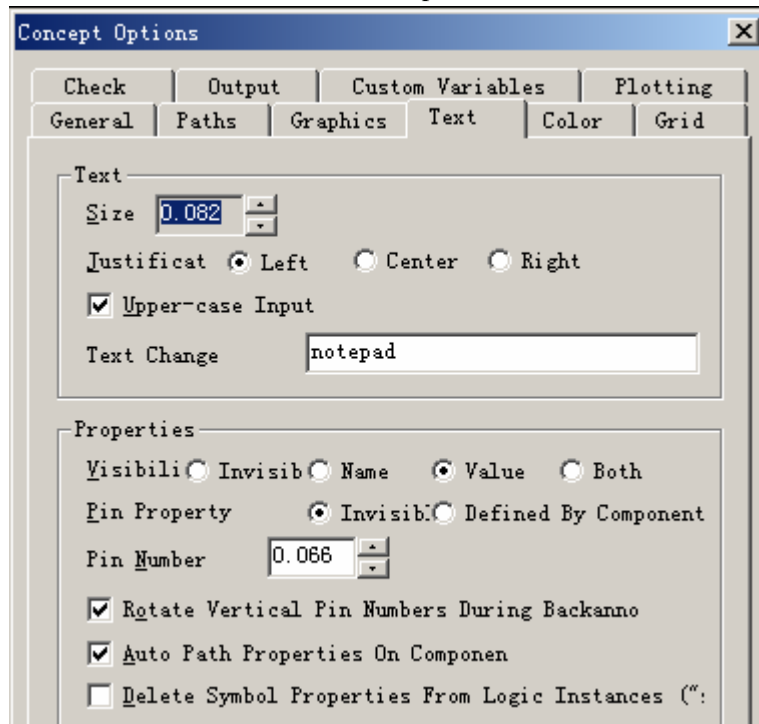 Concept Options
Check Output Custom Variables Plotting
General Paths Graphics Text Color Grid
Text
Size 0.082
Justificat Left Center Right
Upper-case Input
Text Change notepad
Properties
Visibili Invisib Name Value Both
Pin Property Invisib Defined By Component
Pin Number 0.066
Rotate Vertical Pin Numbers During Backanno
Auto Path Properties On Componen
Delete Symbol Properties From Logic Instances (":